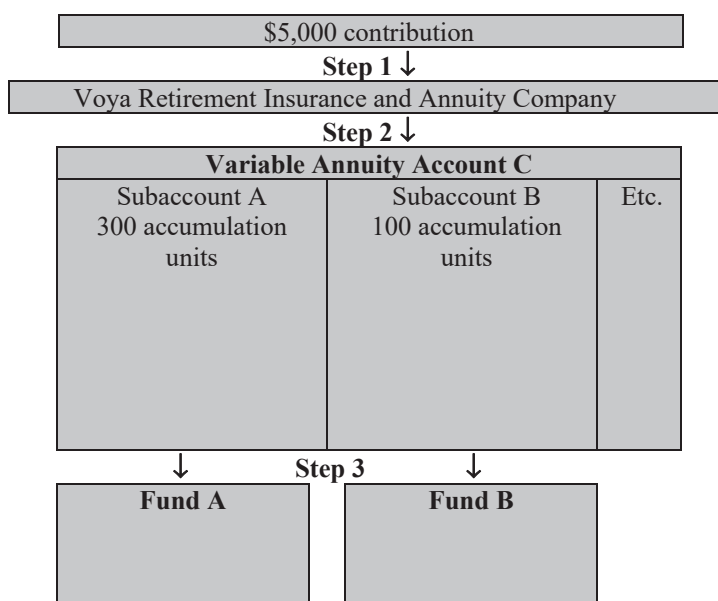 $5,000 contribution
Step 1 ↓
Voya Retirement Insurance and Annuity Company
Step 2 ↓
Variable Annuity Account C
Subaccount A
300 accumulation
units
Subaccount B
100 accumulation
units
Etc.
↓ Step 3 ↓
Fund A
Fund B